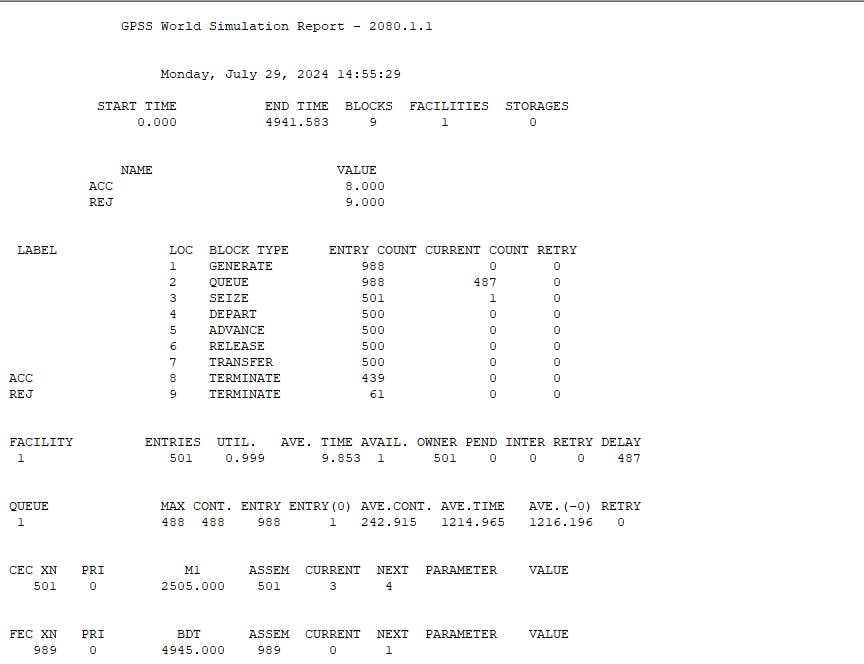 GPSS World Simulation Report - 2080.1.1
Monday, July 29, 2024 14:55:29
START TIME END TIME BLOCKS FACILITIES STORAGES
0.000 4941.583 9 1 0
NAME VALUE
ACC 8.000
REJ 9.000
LABEL LOC BLOCK TYPE ENTRY COUNT CURRENT COUNT RETRY
1 GENERATE 988 0 0
2 QUEUE 988 487 0
3 SEIZE 501 1 0
4 DEPART 500 0 0
5 ADVANCE 500 0 0
6 RELEASE 500 0 0
7 TRANSFER 500 0 0
ACC 8 TERMINATE 439 0 0
REJ 9 TERMINATE 61 0 0
FACILITY ENTRIES UTIL. AVE. TIME AVAIL. OWNER PEND INTER RETRY DELAY
1 501 0.999 9.853 1 501 0 0 0 487
QUEUE MAX CONT. ENTRY ENTRY(0) AVE.CONT. AVE.TIME AVE.(-0) RETRY
1 488 488 988 1 242.915 1214.965 1216.196 0
CEC XN PRI M1 ASSEM CURRENT NEXT PARAMETER VALUE
501 0 2505.000 501 3 4
FEC XN PRI BDT ASSEM CURRENT NEXT PARAMETER VALUE
989 0 4945.000 989 0 1